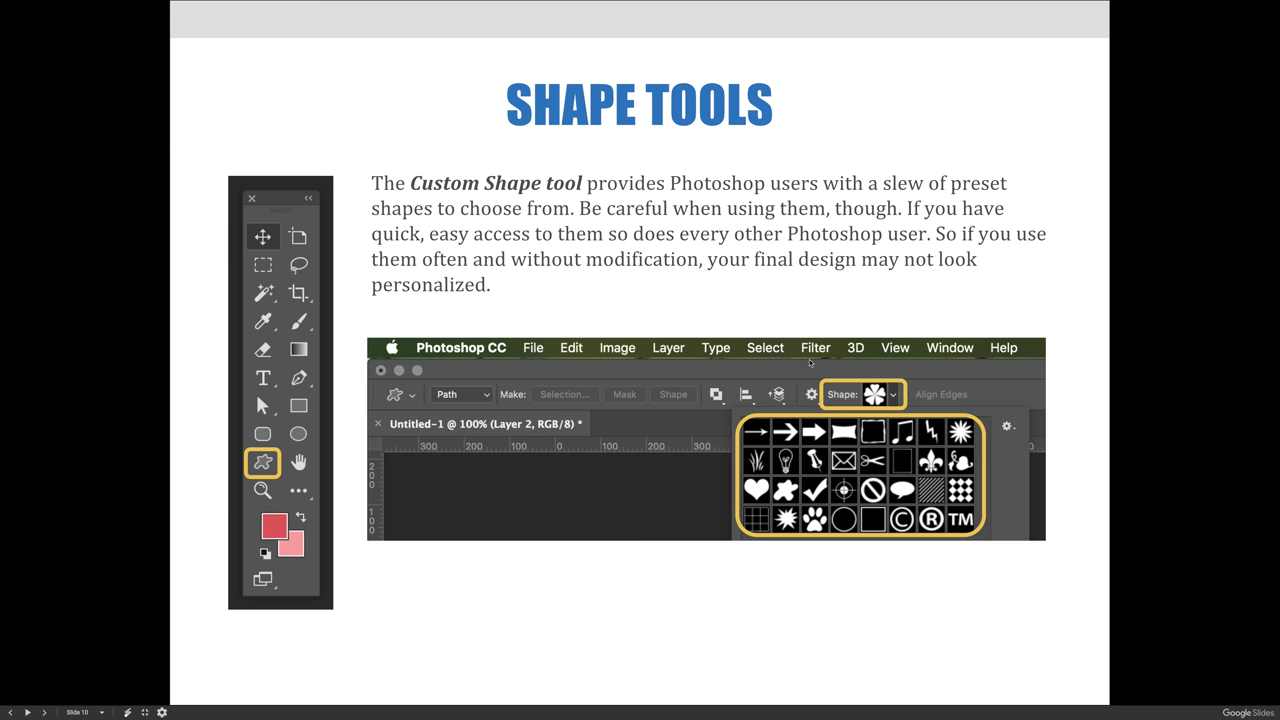 SHAPE TOOLS
The Custom Shape tool provides Photoshop users with a slew of preset
shapes to choose from. Be careful when using them, though. If you have
quick, easy access to them so does every other Photoshop user. So if you use
them often and without modification, your final design may not look
personalized.
Photoshop CC File Edit Image Layer Type Select Filter 3D View Window Help
Path Make: Selection... Mask Shape Shape: Align Edges
Untitled-1 @ 100% (Layer 2, RGB/8) *
300 200 100 0 100 200 300 0
200
100
© ® TM
T
Slide 10
Google Slides